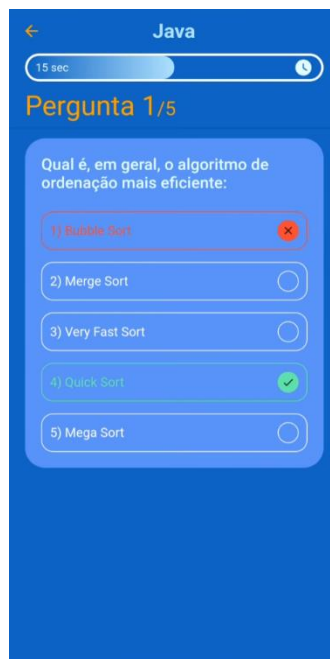 Java
15 sec
Pergunta 1/5
Qual é, em geral, o algoritmo de
ordenação mais eficiente:
1) Bubble Sort
2) Merge Sort
3) Very Fast Sort
4) Quick Sort
5) Mega Sort